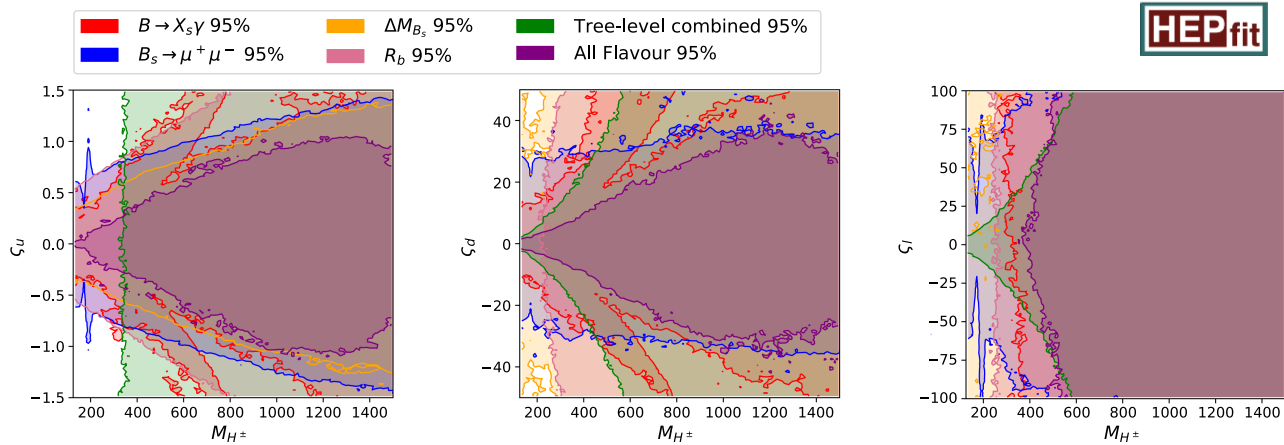 B → X_sγ 95%
B_s → μ⁺μ⁻ 95%
ΔM_{B_s} 95%
R_b 95%
Tree-level combined 95%
All Flavour 95%
HEPfit
1.5
1.0
0.5
0.0
−0.5
−1.0
−1.5
ς_u
200 400 600 800 1000 1200 1400
M_{H^±}
40
20
0
−20
−40
ς_d
200 400 600 800 1000 1200 1400
M_{H^±}
100
75
50
25
0
−25
−50
−75
−100
ς_l
200 400 600 800 1000 1200 1400
M_{H^±}